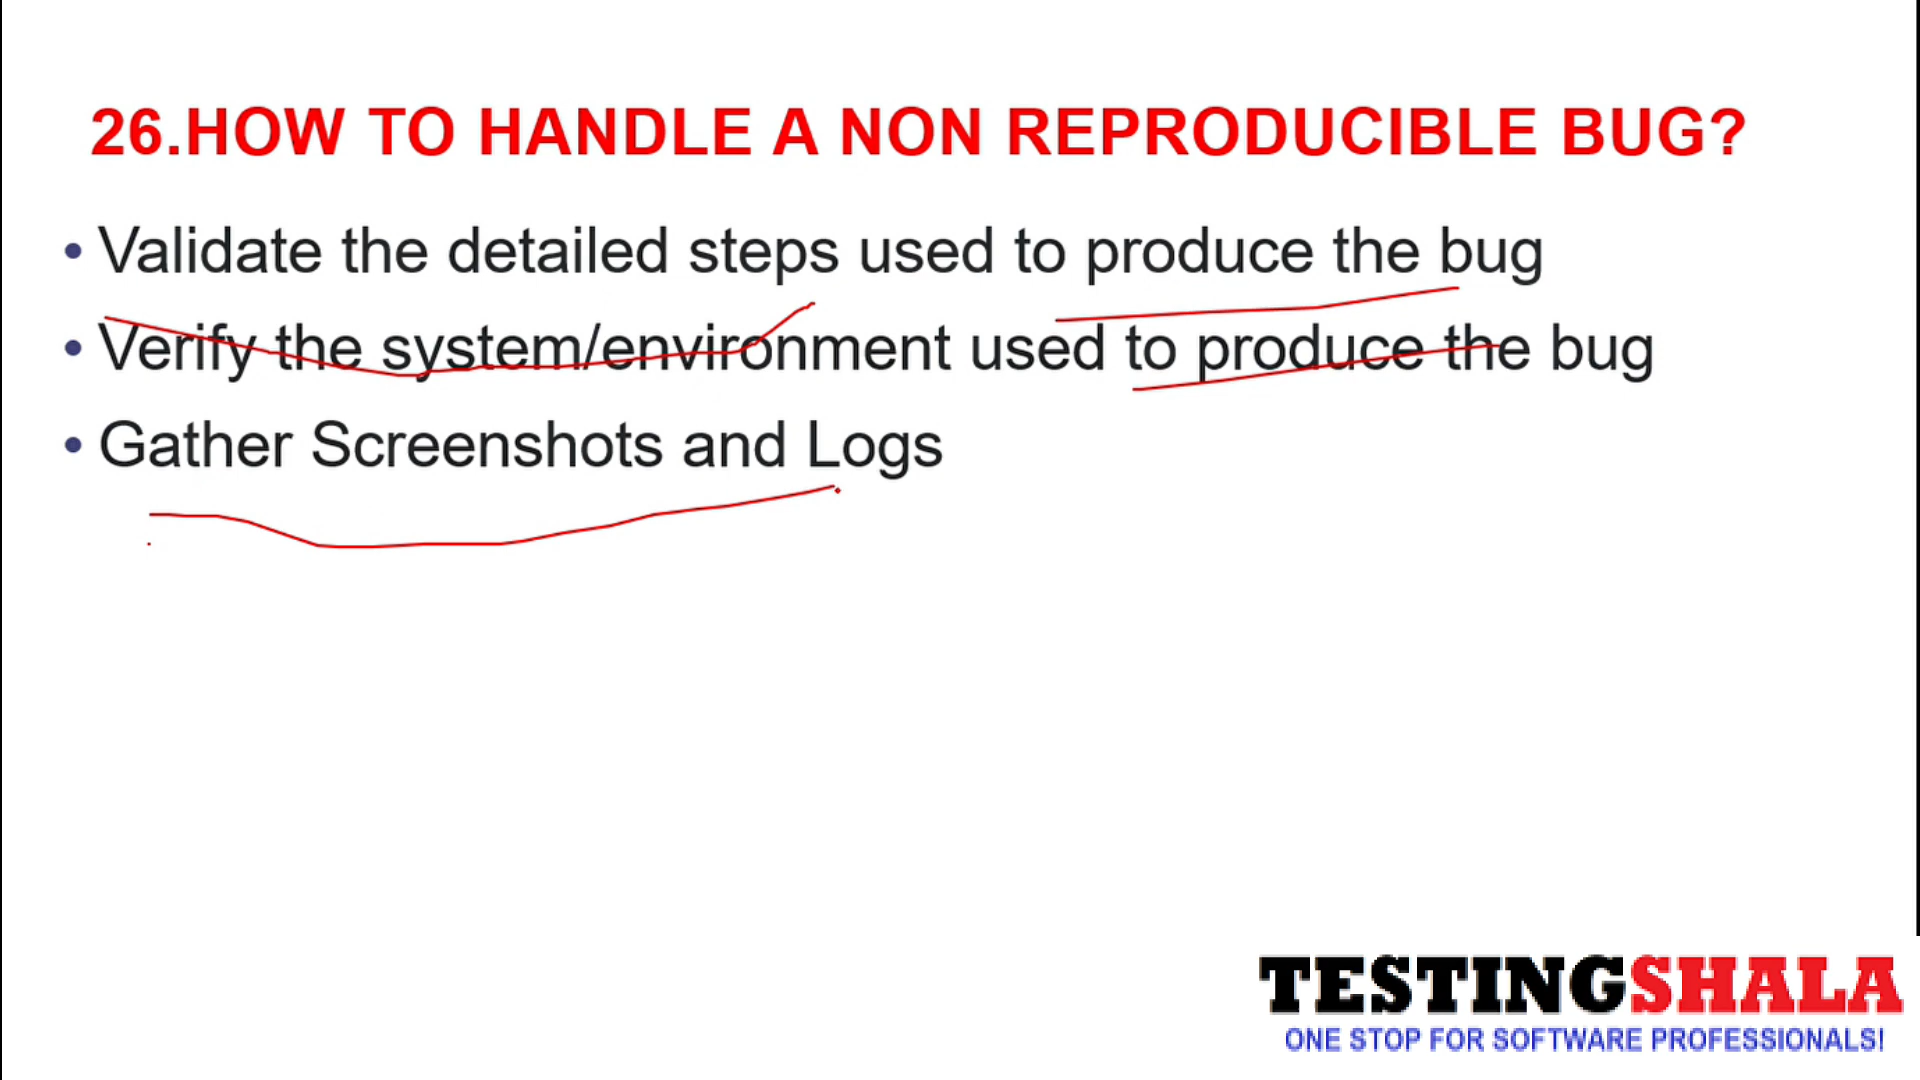 26.HOW TO HANDLE A NON REPRODUCIBLE BUG?
• Validate the detailed steps used to produce the bug
• Verify the system/environment used to produce the bug
• Gather Screenshots and Logs
TESTINGSHALA
ONE STOP FOR SOFTWARE PROFESSIONALS!